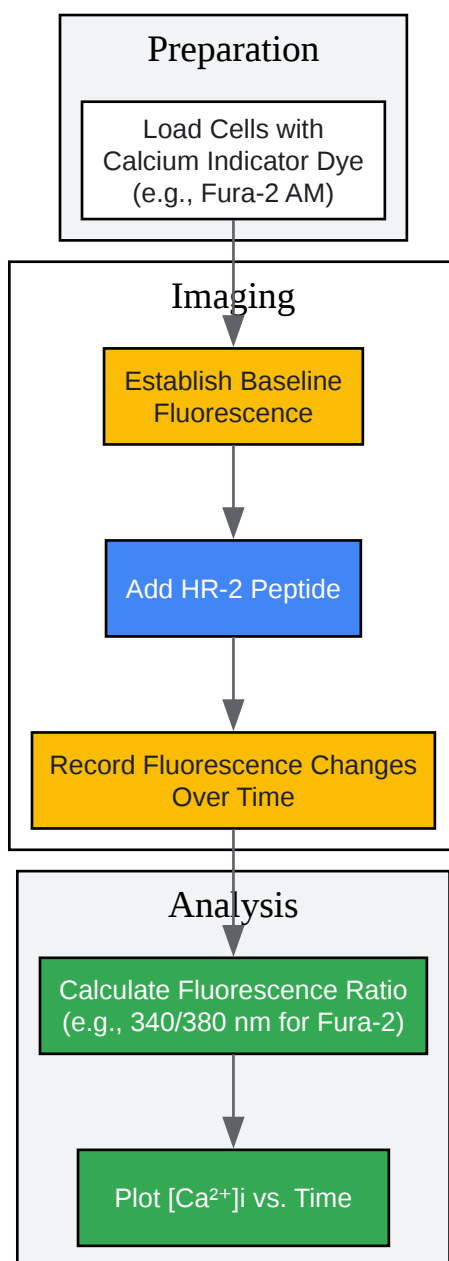 Preparation
Load Cells with
Calcium Indicator Dye
(e.g., Fura-2 AM)
Imaging
Establish Baseline
Fluorescence
Add HR-2 Peptide
Record Fluorescence Changes
Over Time
Analysis
Calculate Fluorescence Ratio
(e.g., 340/380 nm for Fura-2)
Plot [Ca²⁺]i vs. Time